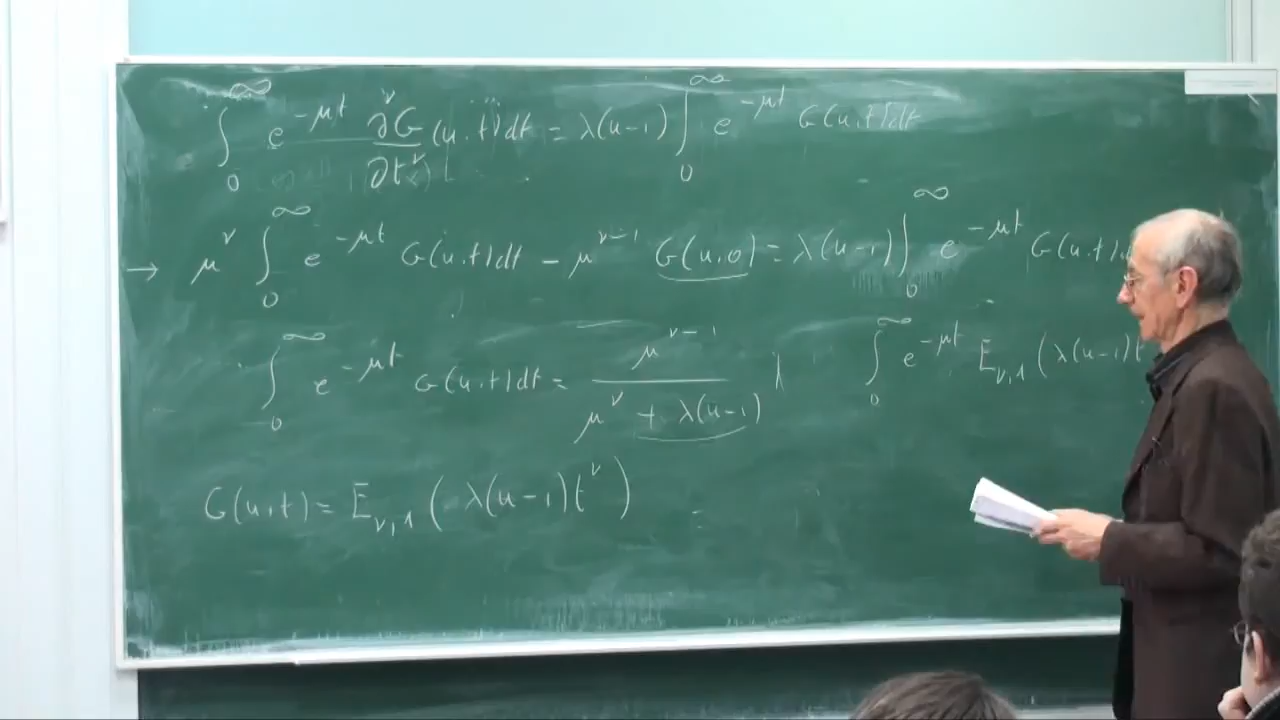 ∫₀^∞ e^{-μt} ∂^ν G/∂t^ν (u,t) dt = λ(u-1) ∫₀^∞ e^{-μt} G(u,t) dt
→ μ^ν ∫₀^∞ e^{-μt} G(u,t) dt - μ^{ν-1} G(u,0) = λ(u-1) ∫₀^∞ e^{-μt} G(u,t) d
∫₀^∞ e^{-μt} G(u,t) dt = μ^{ν-1} / (μ^ν + λ(u-1)) ∫₀^∞ e^{-μt} E_{ν,1} (λ(u-1)t
G(u,t) = E_{ν,1} (λ(u-1)t^ν)